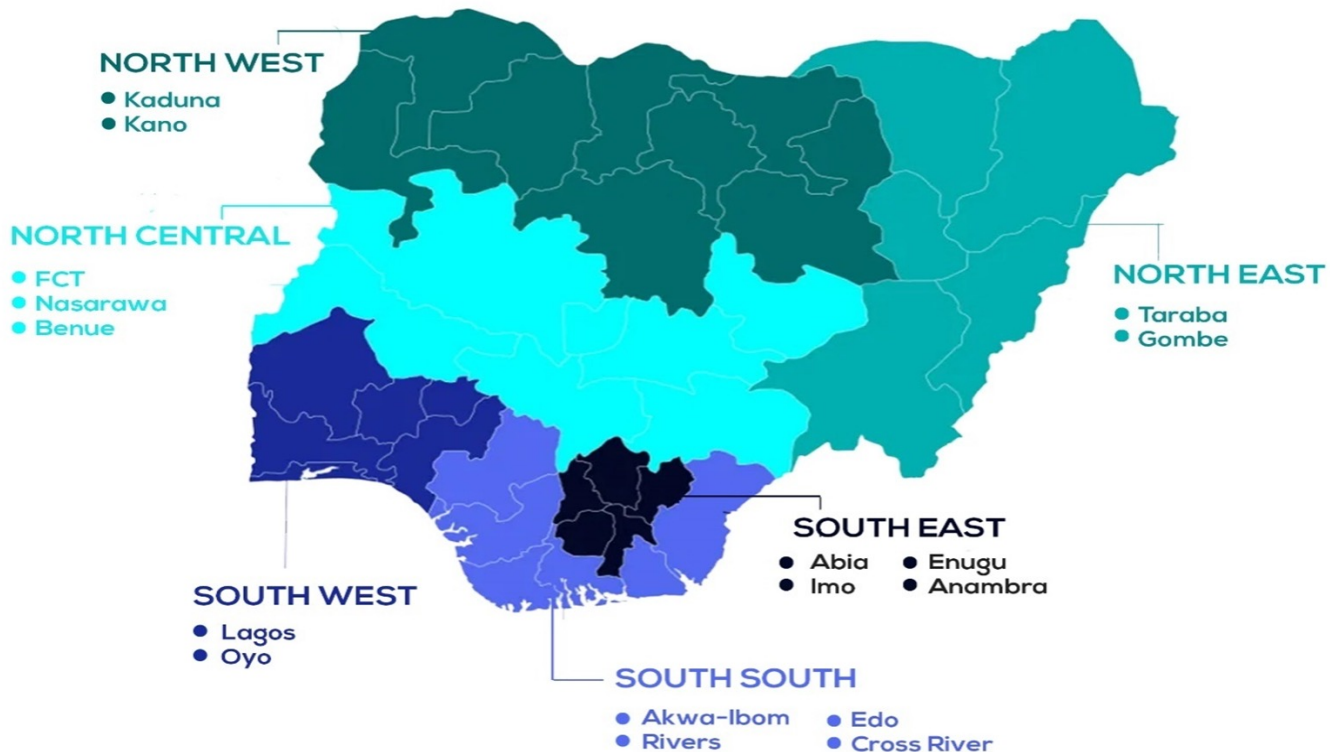 NORTH WEST
Kaduna
Kano
NORTH CENTRAL
FCT
Nasarawa
Benue
NORTH EAST
Taraba
Gombe
SOUTH EAST
Abia
Enugu
Imo
Anambra
SOUTH WEST
Lagos
Oyo
SOUTH SOUTH
Akwa-Ibom
Edo
Rivers
Cross River